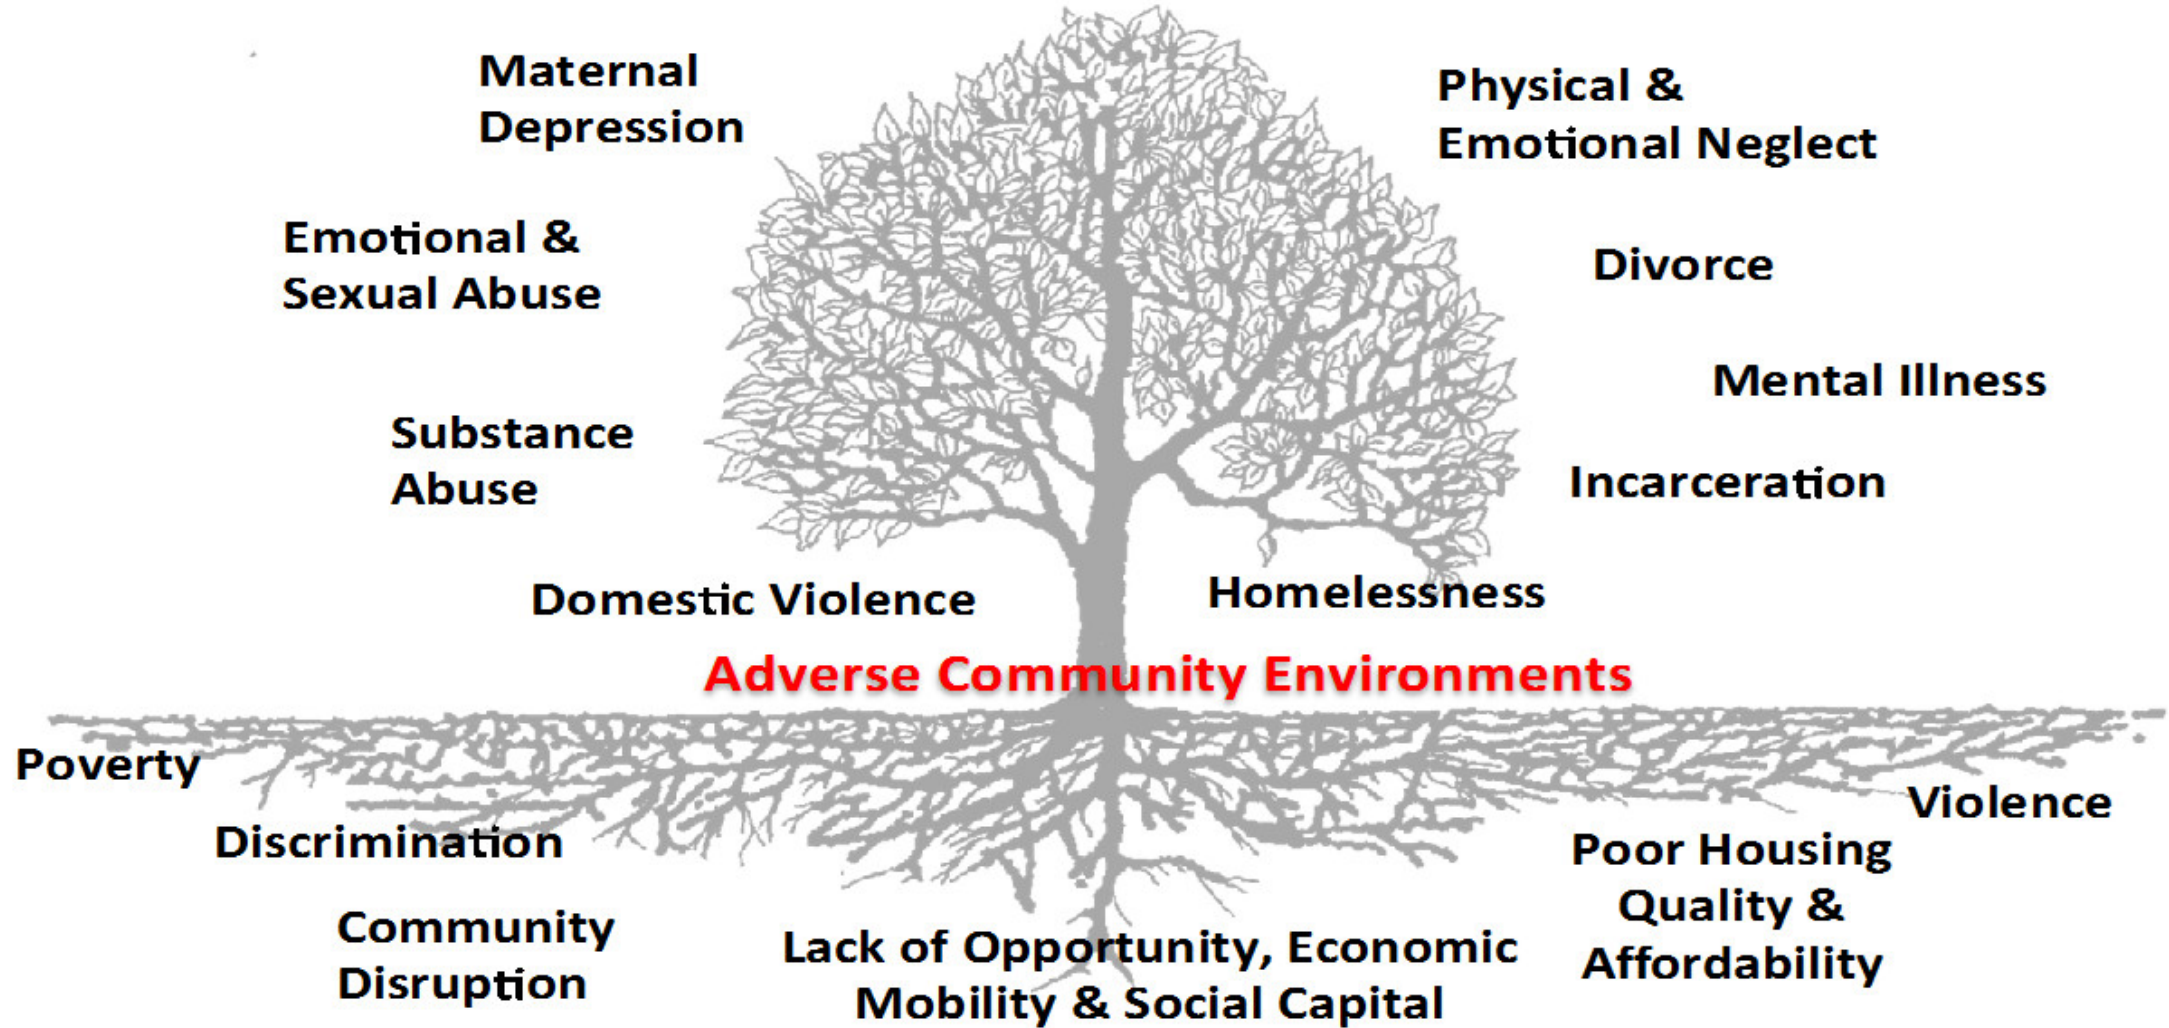 Maternal
Depression
Physical &
Emotional Neglect
Emotional &
Sexual Abuse
Divorce
Mental Illness
Substance
Abuse
Incarceration
Domestic Violence
Homelessness
Adverse Community Environments
Poverty
Violence
Discrimination
Poor Housing
Quality &
Affordability
Community
Disruption
Lack of Opportunity, Economic
Mobility & Social Capital